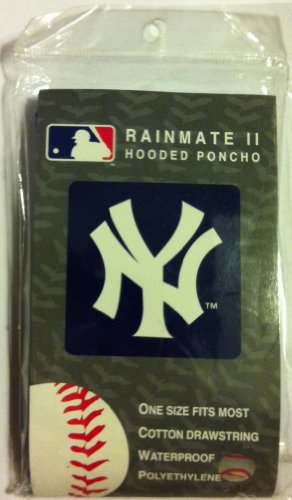 RAINMATE II
HOODED PONCHO
NY
TM
ONE SIZE FITS MOST
COTTON DRAWSTRING
WATERPROOF
POLYETHYLENE